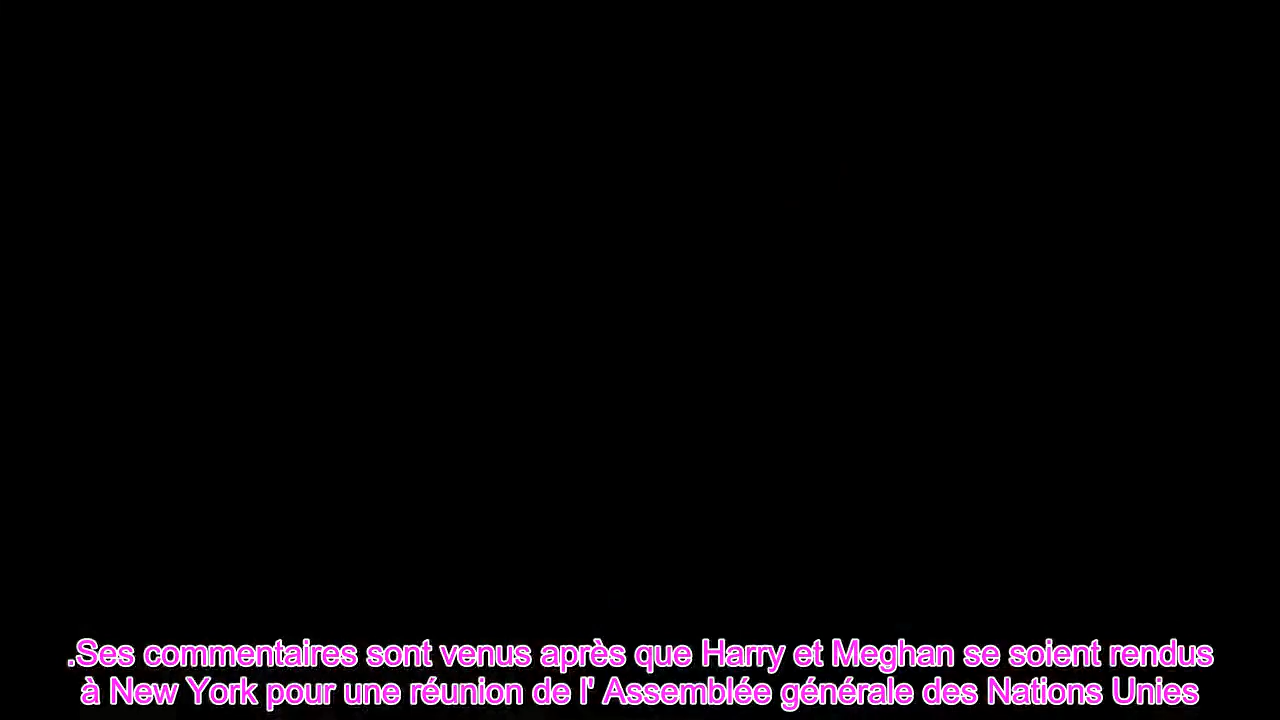 .Ses commentaires sont venus après que Harry et Meghan se soient rendus
à New York pour une réunion de l' Assemblée générale des Nations Unies